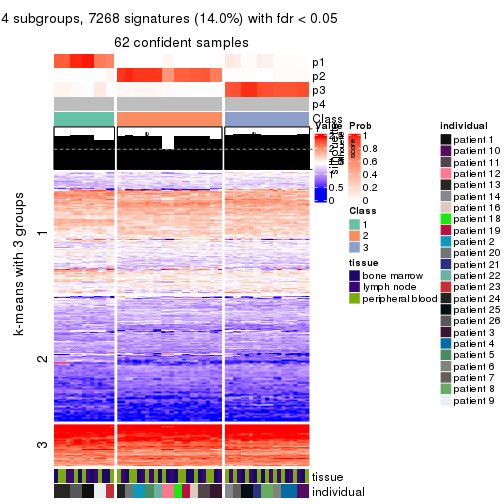 4 subgroups, 7268 signatures (14.0%) with fdr < 0.05
62 confident samples
p1
p2
p3
p4
Class
k-means with 3 groups
1
2
3
tissue
individual
Value
0
0.5
1
Prob
1
0.8
0.6
0.4
0.2
0
Class
1
2
3
tissue
bone marrow
lymph node
peripheral blood
individual
patient 1
patient 10
patient 11
patient 12
patient 13
patient 14
patient 16
patient 18
patient 19
patient 2
patient 20
patient 21
patient 22
patient 23
patient 24
patient 25
patient 26
patient 3
patient 4
patient 5
patient 6
patient 7
patient 8
patient 9